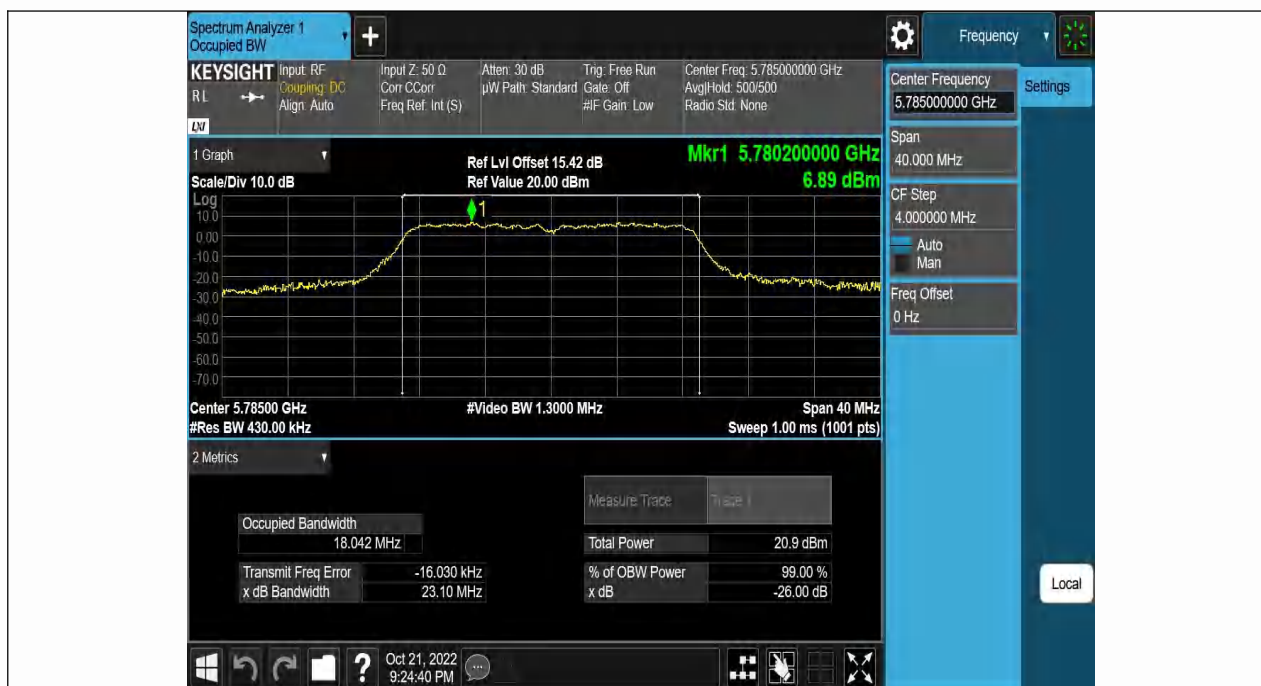 Spectrum Analyzer 1
Occupied BW
+
Frequency
KEYSIGHT
RL
LXI
Input: RF
Coupling: DC
Align: Auto
Input Z: 50 Ω
Corr CCorr
Freq Ref: Int (S)
Atten: 30 dB
µW Path: Standard
Trig: Free Run
Gate: Off
#IF Gain: Low
Center Freq: 5.785000000 GHz
Avg|Hold: 500/500
Radio Std: None
Center Frequency
5.785000000 GHz
Settings
Span
40.000 MHz
CF Step
4.000000 MHz
Auto
Man
Freq Offset
0 Hz
Local
1 Graph
Scale/Div 10.0 dB
Ref Lvl Offset 15.42 dB
Ref Value 20.00 dBm
Mkr1 5.780200000 GHz
6.89 dBm
Log
10.0
0.00
-10.0
-20.0
-30.0
-40.0
-50.0
-60.0
-70.0
1
Center 5.78500 GHz
#Video BW 1.3000 MHz
Span 40 MHz
#Res BW 430.00 kHz
Sweep 1.00 ms (1001 pts)
2 Metrics
Measure Trace
Trace 1
Occupied Bandwidth
18.042 MHz
Total Power
20.9 dBm
Transmit Freq Error
-16.030 kHz
% of OBW Power
99.00 %
x dB Bandwidth
23.10 MHz
x dB
-26.00 dB
?
Oct 21, 2022
9:24:40 PM